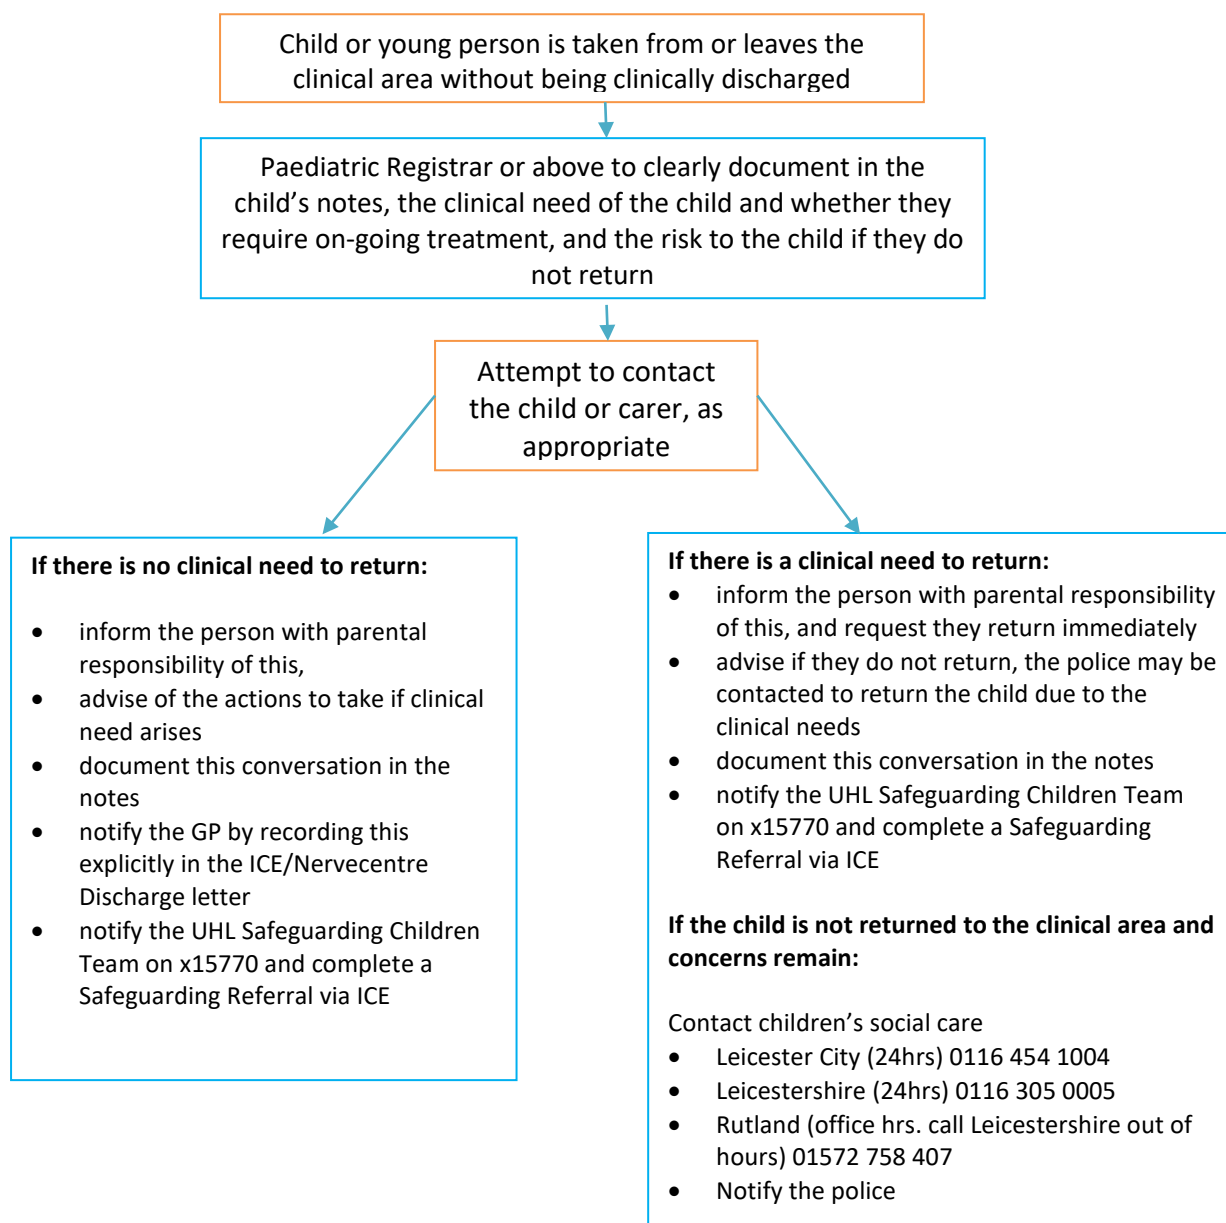 Child or young person is taken from or leaves the
clinical area without being clinically discharged
Paediatric Registrar or above to clearly document in the
child’s notes, the clinical need of the child and whether they
require on-going treatment, and the risk to the child if they do
not return
Attempt to contact
the child or carer, as
appropriate
If there is no clinical need to return:
• inform the person with parental
responsibility of this,
• advise of the actions to take if clinical
need arises
• document this conversation in the
notes
• notify the GP by recording this
explicitly in the ICE/Nervecentre
Discharge letter
• notify the UHL Safeguarding Children
Team on x15770 and complete a
Safeguarding Referral via ICE
If there is a clinical need to return:
• inform the person with parental responsibility
of this, and request they return immediately
• advise if they do not return, the police may be
contacted to return the child due to the
clinical needs
• document this conversation in the notes
• notify the UHL Safeguarding Children Team
on x15770 and complete a Safeguarding
Referral via ICE
If the child is not returned to the clinical area and
concerns remain:
Contact children’s social care
• Leicester City (24hrs) 0116 454 1004
• Leicestershire (24hrs) 0116 305 0005
• Rutland (office hrs. call Leicestershire out of
hours) 01572 758 407
• Notify the police